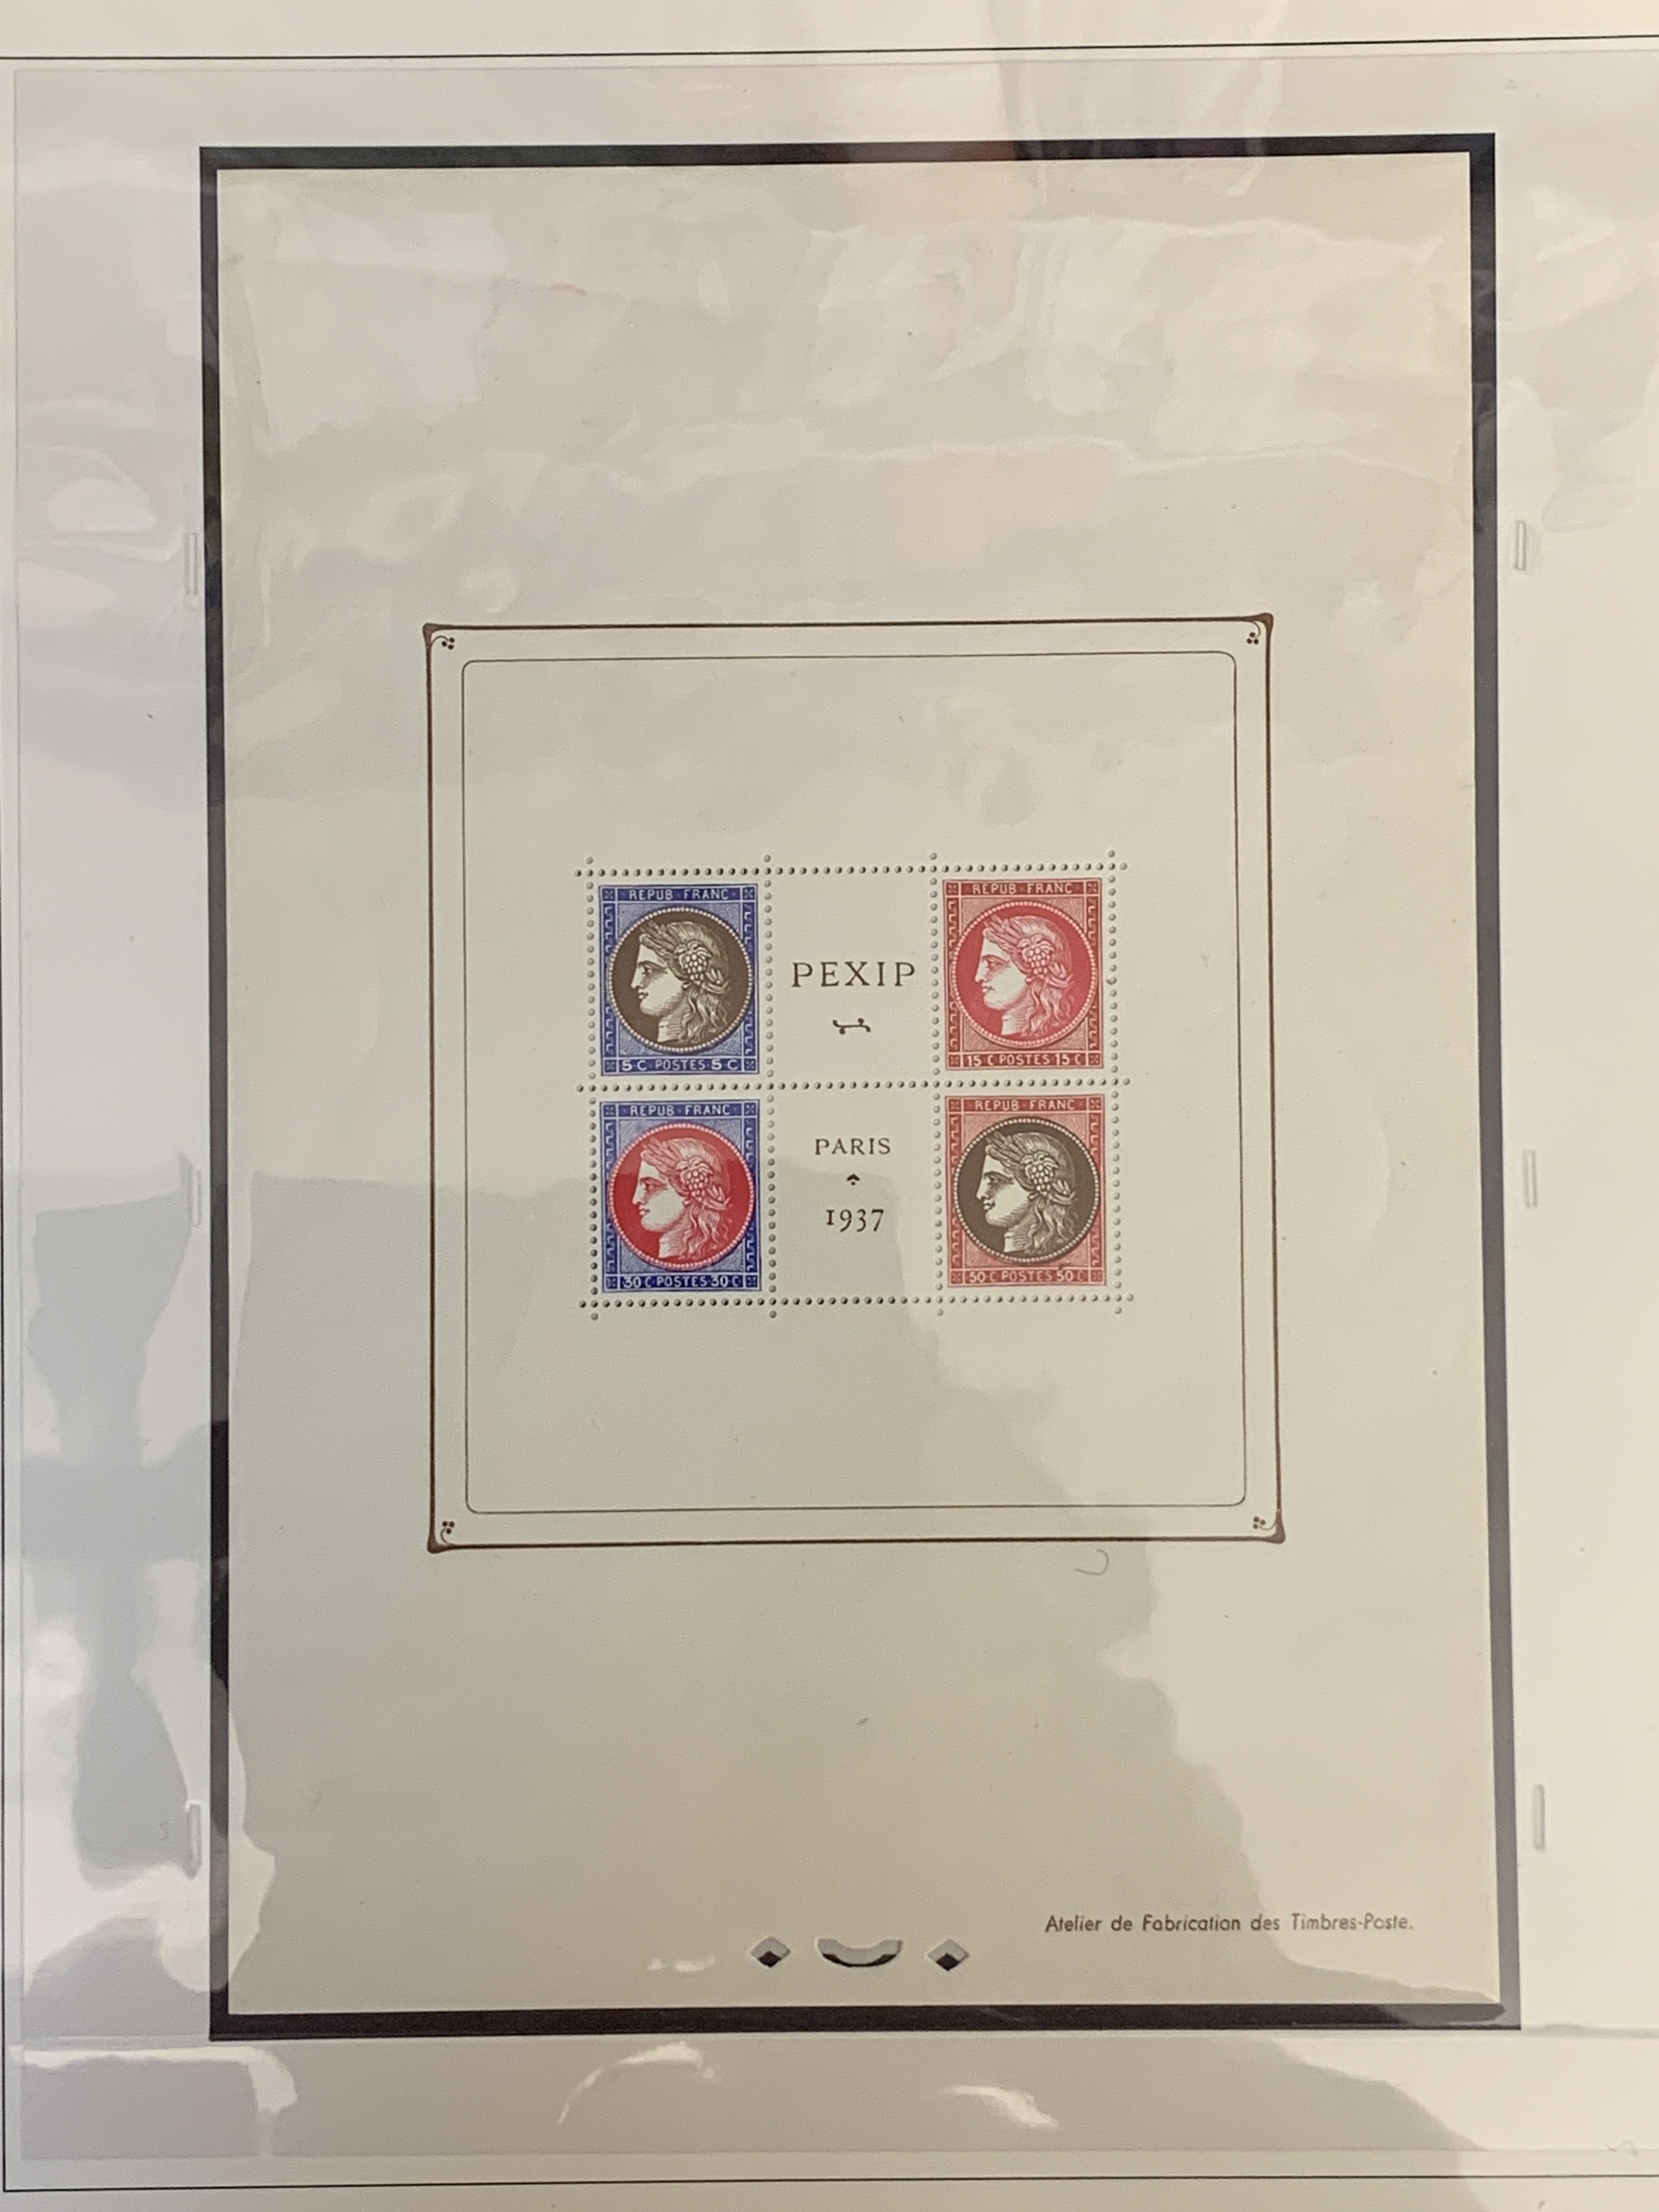 REPUB·FRANC
5 C POSTES 5 C
PEXIP
REPUB·FRANC
15 C POSTES 15 C
REPUB·FRANC
30 C POSTES 30 C
PARIS
1937
REPUB·FRANC
50 C POSTES 50 C
Atelier de Fabrication des Timbres-Poste.